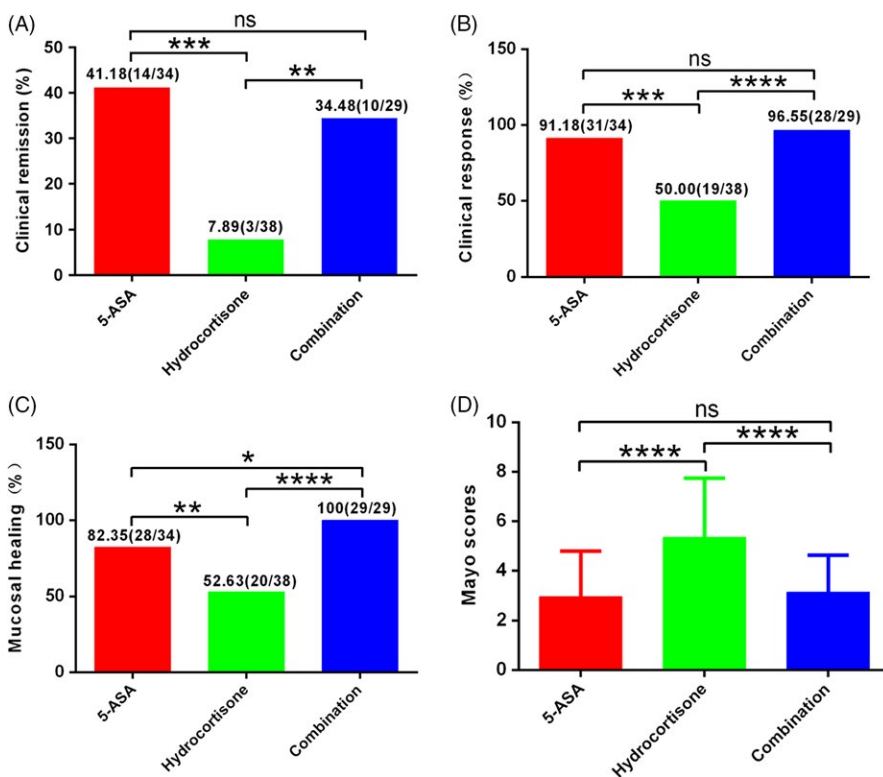 (A)
ns
***
**
41.18(14/34)
34.48(10/29)
7.89(3/38)
Clinical remission (%)
50
40
30
20
10
0
5-ASA
Hydrocortisone
Combination
(B)
ns
***
****
91.18(31/34)
96.55(28/29)
50.00(19/38)
Clinical response (%)
150
100
50
0
5-ASA
Hydrocortisone
Combination
(C)
*
****
**
100(29/29)
82.35(28/34)
52.63(20/38)
Mucosal healing (%)
150
100
50
0
5-ASA
Hydrocortisone
Combination
(D)
ns
****
****
Mayo scores
10
8
6
4
2
0
5-ASA
Hydrocortisone
Combination